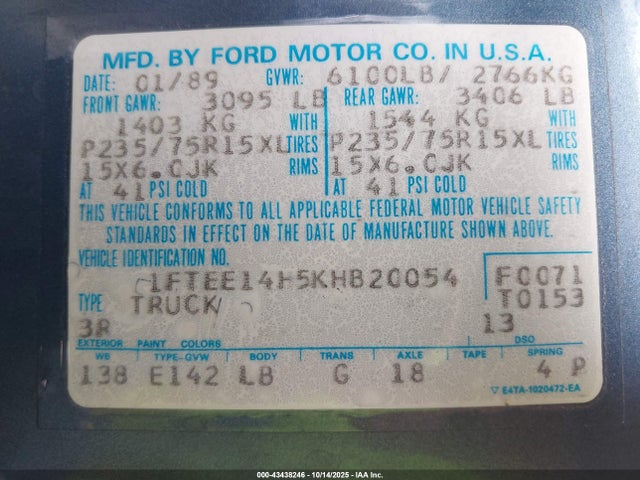 MFD. BY FORD MOTOR CO. IN U.S.A.
DATE: 01/89 GVWR: 6100LB/ 2766KG
FRONT GAWR: 3095 LB REAR GAWR: 3406 LB
1403 KG WITH 1544 KG WITH
P235/75R15XL TIRES P235/75R15XL TIRES
15X6.0JK RIMS 15X6.0JK RIMS
AT 41 PSI COLD AT 41 PSI COLD
THIS VEHICLE CONFORMS TO ALL APPLICABLE FEDERAL MOTOR VEHICLE SAFETY
STANDARDS IN EFFECT ON THE DATE OF MANUFACTURE SHOWN ABOVE.
VEHICLE IDENTIFICATION NO.
1FTEE14H5KHB20054 F0071
TYPE TRUCK T0153
3R 13
EXTERIOR PAINT COLORS DSO
WB TYPE-GVW BODY TRANS AXLE TAPE SPRING
138 E142 LB G 18 4 P
E4TA-1020472-EA
000-43438246 - 10/14/2025 - IAA Inc.